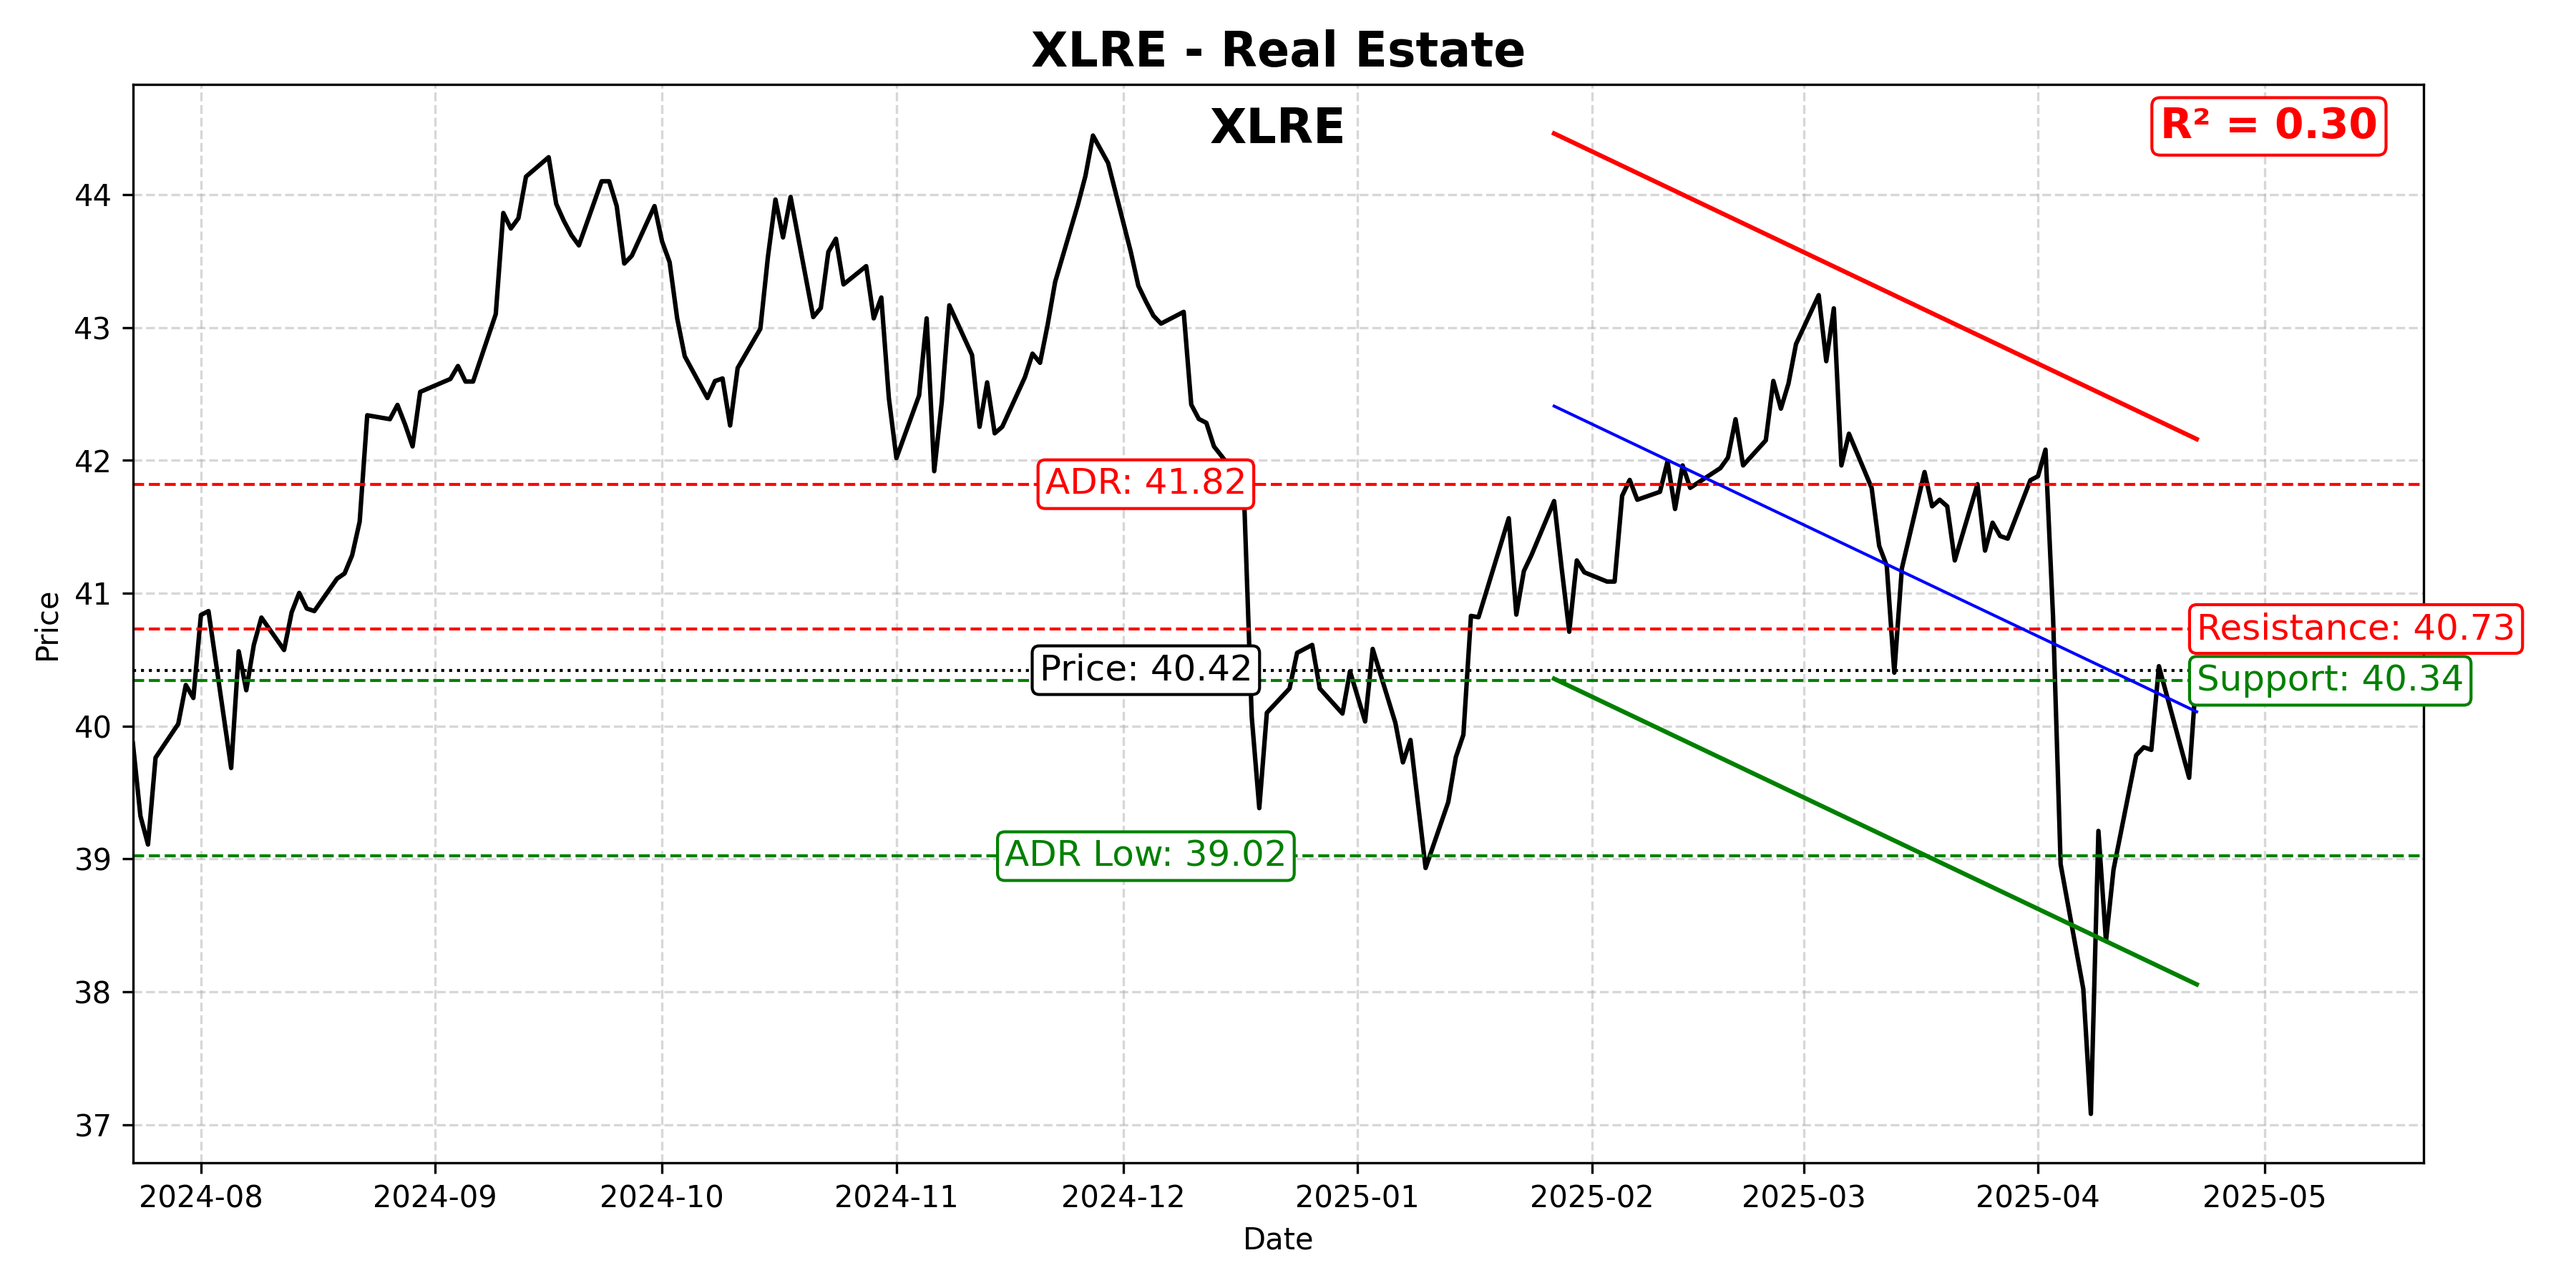 XLRE - Real Estate
XLRE
R² = 0.30
44
43
42
41
40
39
38
37
Price
ADR: 41.82
Resistance: 40.73
Price: 40.42
Support: 40.34
ADR Low: 39.02
2024-08
2024-09
2024-10
2024-11
2024-12
2025-01
2025-02
2025-03
2025-04
2025-05
Date